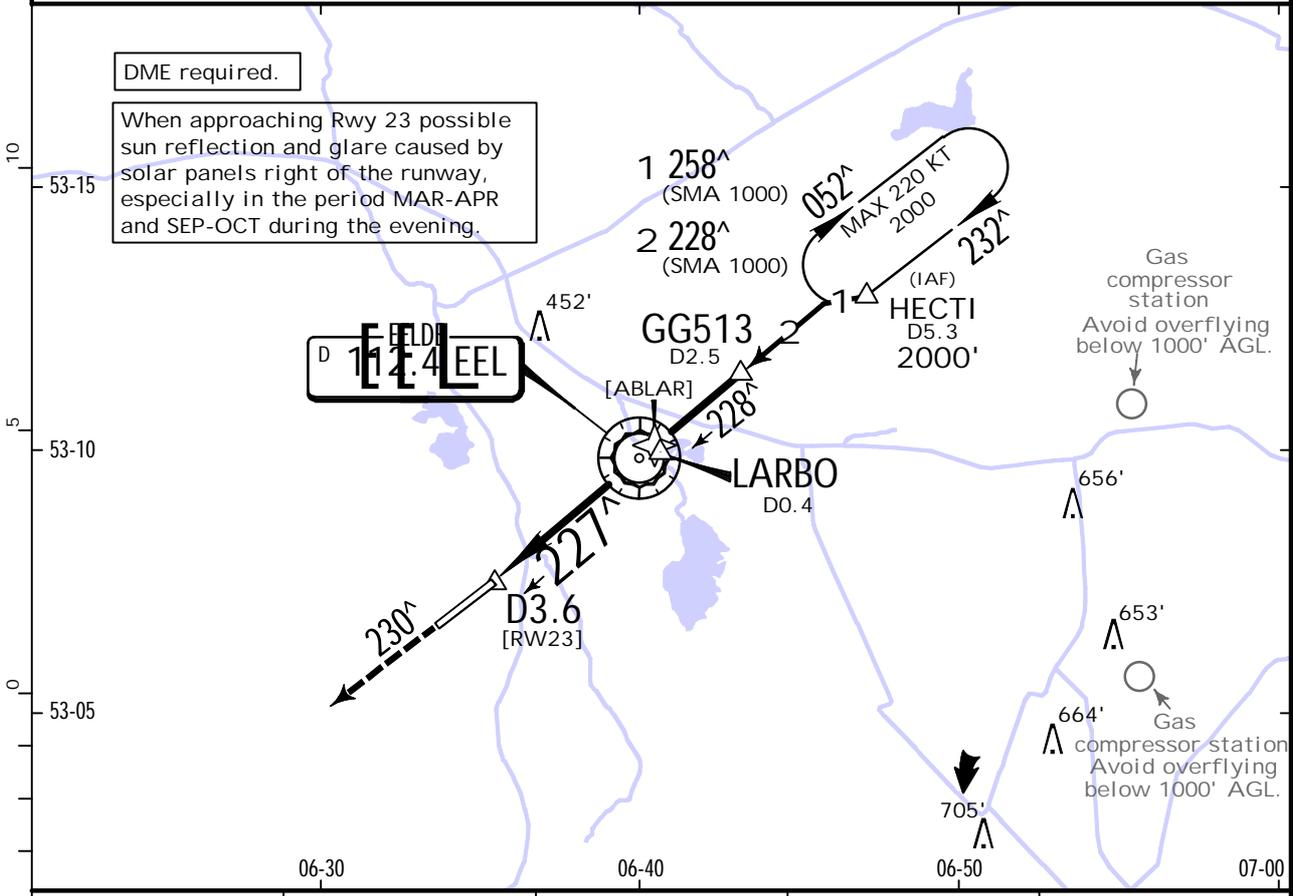 DME required.
When approaching Rwy 23 possible
sun reflection and glare caused by
solar panels right of the runway,
especially in the period MAR-APR
and SEP-OCT during the evening.
10
53-15
1 258^
(SMA 1000)
2 228^
(SMA 1000)
052^
MAX 220 KT
2000
232^
(IAF)
HECTI
D5.3
2000'
1
2
Gas
compressor
station
Avoid overflying
below 1000' AGL.
452'
GG513
D2.5
EELDE
D 112.4 EEL
[ABLAR]
228^
5
53-10
LARBO
D0.4
656'
227^
D3.6
[RW23]
230^
653'
0
53-05
664'
Gas
compressor station
Avoid overflying
below 1000' AGL.
705'
06-30
06-40
06-50
07-00